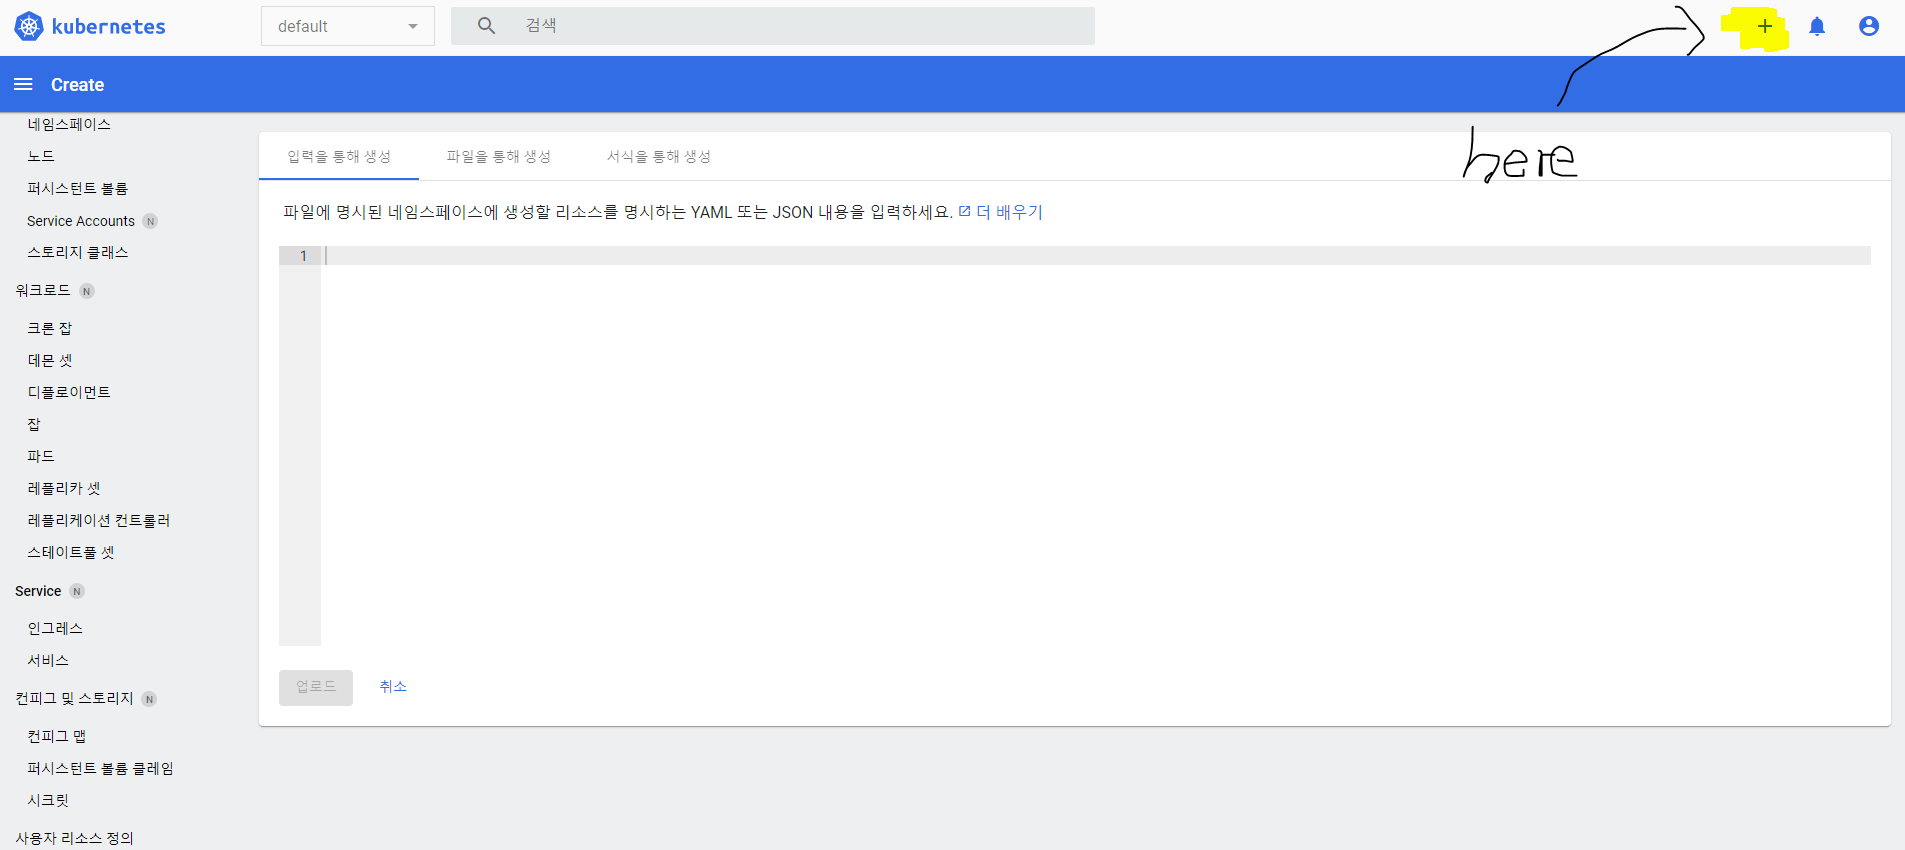 kubernetes
default
검색
Create
here
네임스페이스
노드
퍼시스턴트 볼륨
Service Accounts N
스토리지 클래스
워크로드 N
크론 잡
데몬 셋
디플로이먼트
잡
파드
레플리카 셋
레플리케이션 컨트롤러
스테이트풀 셋
Service N
인그레스
서비스
컨피그 및 스토리지 N
컨피그 맵
퍼시스턴트 볼륨 클레임
시크릿
사용자 리소스 정의
입력을 통해 생성 파일을 통해 생성 서식을 통해 생성
파일에 명시된 네임스페이스에 생성할 리소스를 명시하는 YAML 또는 JSON 내용을 입력하세요. 더 배우기
1
업로드 취소